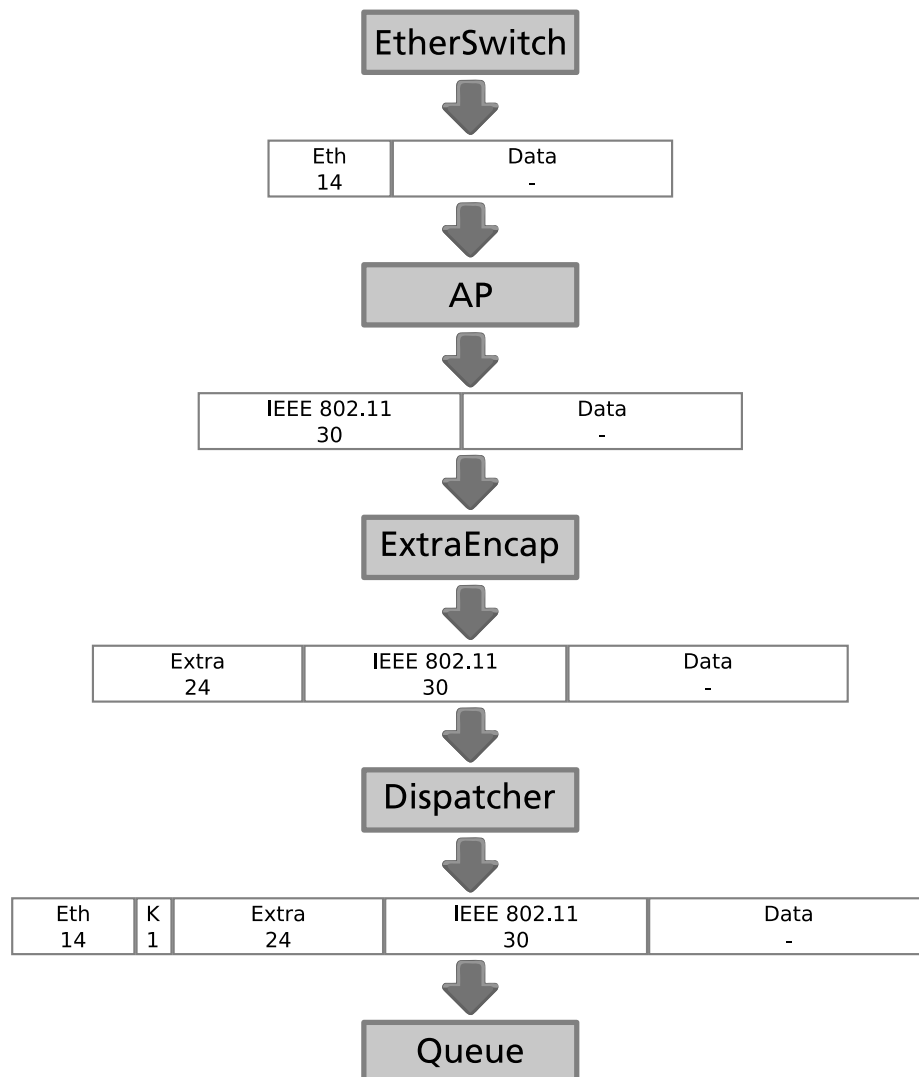 EtherSwitch
Eth Data
14 -
AP
IEEE 802.11 Data
30 -
ExtraEncap
Extra IEEE 802.11 Data
24 30 -
Dispatcher
Eth K Extra IEEE 802.11 Data
14 1 24 30 -
Queue